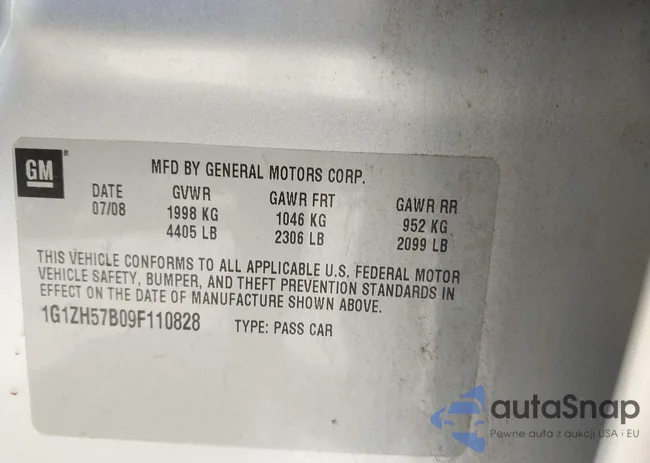 GM
MFD BY GENERAL MOTORS CORP.
DATE GVWR GAWR FRT GAWR RR
07/08 1998 KG 1046 KG 952 KG
4405 LB 2306 LB 2099 LB
THIS VEHICLE CONFORMS TO ALL APPLICABLE U.S. FEDERAL MOTOR
VEHICLE SAFETY, BUMPER, AND THEFT PREVENTION STANDARDS IN
EFFECT ON THE DATE OF MANUFACTURE SHOWN ABOVE.
1G1ZH57B09F110828 TYPE: PASS CAR
autaSnap
Pewne auta z aukcji USA i EU